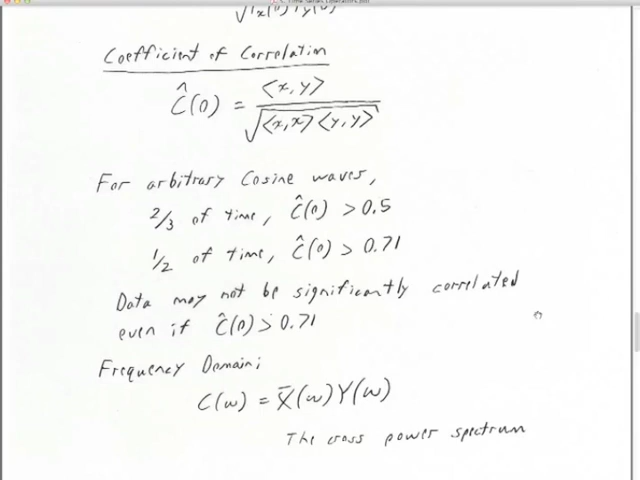 Coefficient of Correlation
Ĉ(0) = <x,y> / √<x,x><y,y>
For arbitrary Cosine waves,
2/3 of time, Ĉ(0) > 0.5
1/2 of time, Ĉ(0) > 0.71
Data may not be significantly correlated
even if Ĉ(0) > 0.71
Frequency Domain;
C(ω) = X̄(ω)Y(ω)
The cross power spectrum